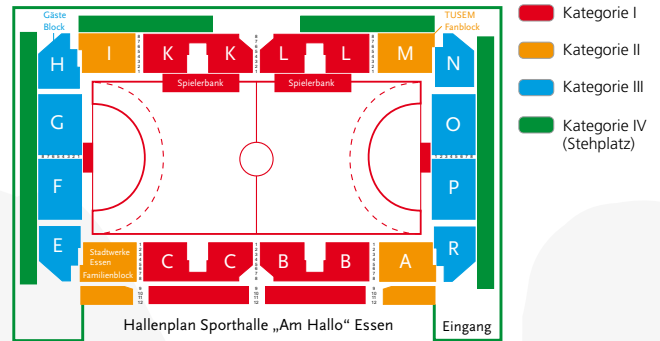 Gäste
Block
TUSEM
Fanblock
H
I
K
K
L
L
M
N
Spielerbank
Spielerbank
G
O
F
P
E
Stadtwerke
Essen
Familienblock
C
C
B
B
A
R
Hallenplan Sporthalle „Am Hallo“ Essen
Eingang
Kategorie I
Kategorie II
Kategorie III
Kategorie IV
(Stehplatz)